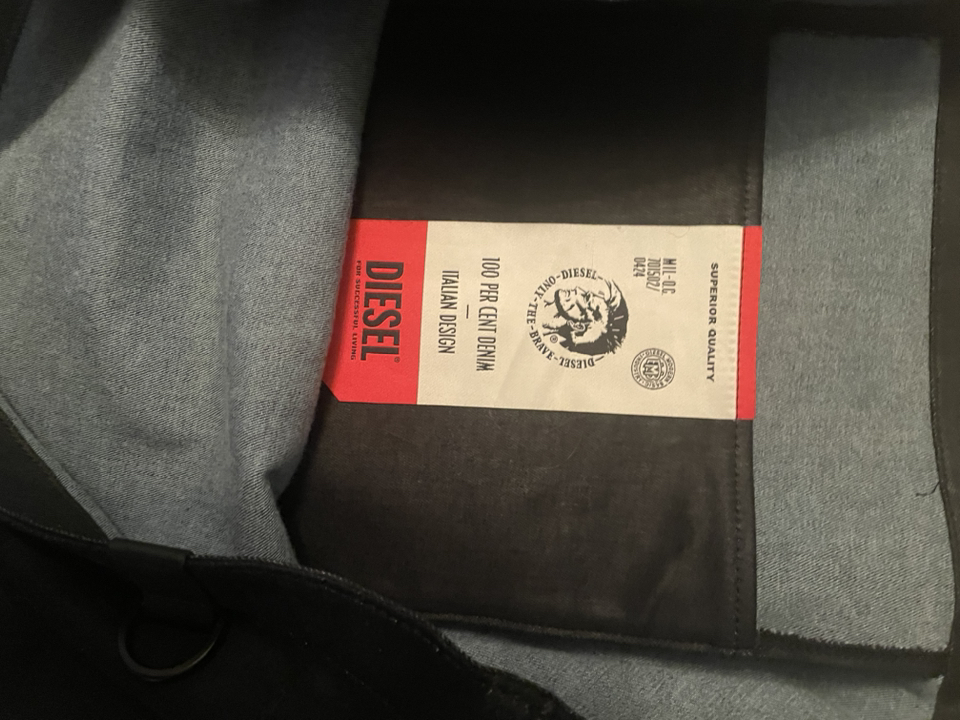 SUPERIOR QUALITY
MIL-O.G
701502/
0424
DIESEL-ONLY-THE-BRAVE-DIESEL-
®
100 PER CENT DENIM
ITALIAN DESIGN
DIESEL®
FOR SUCCESSFUL LIVING